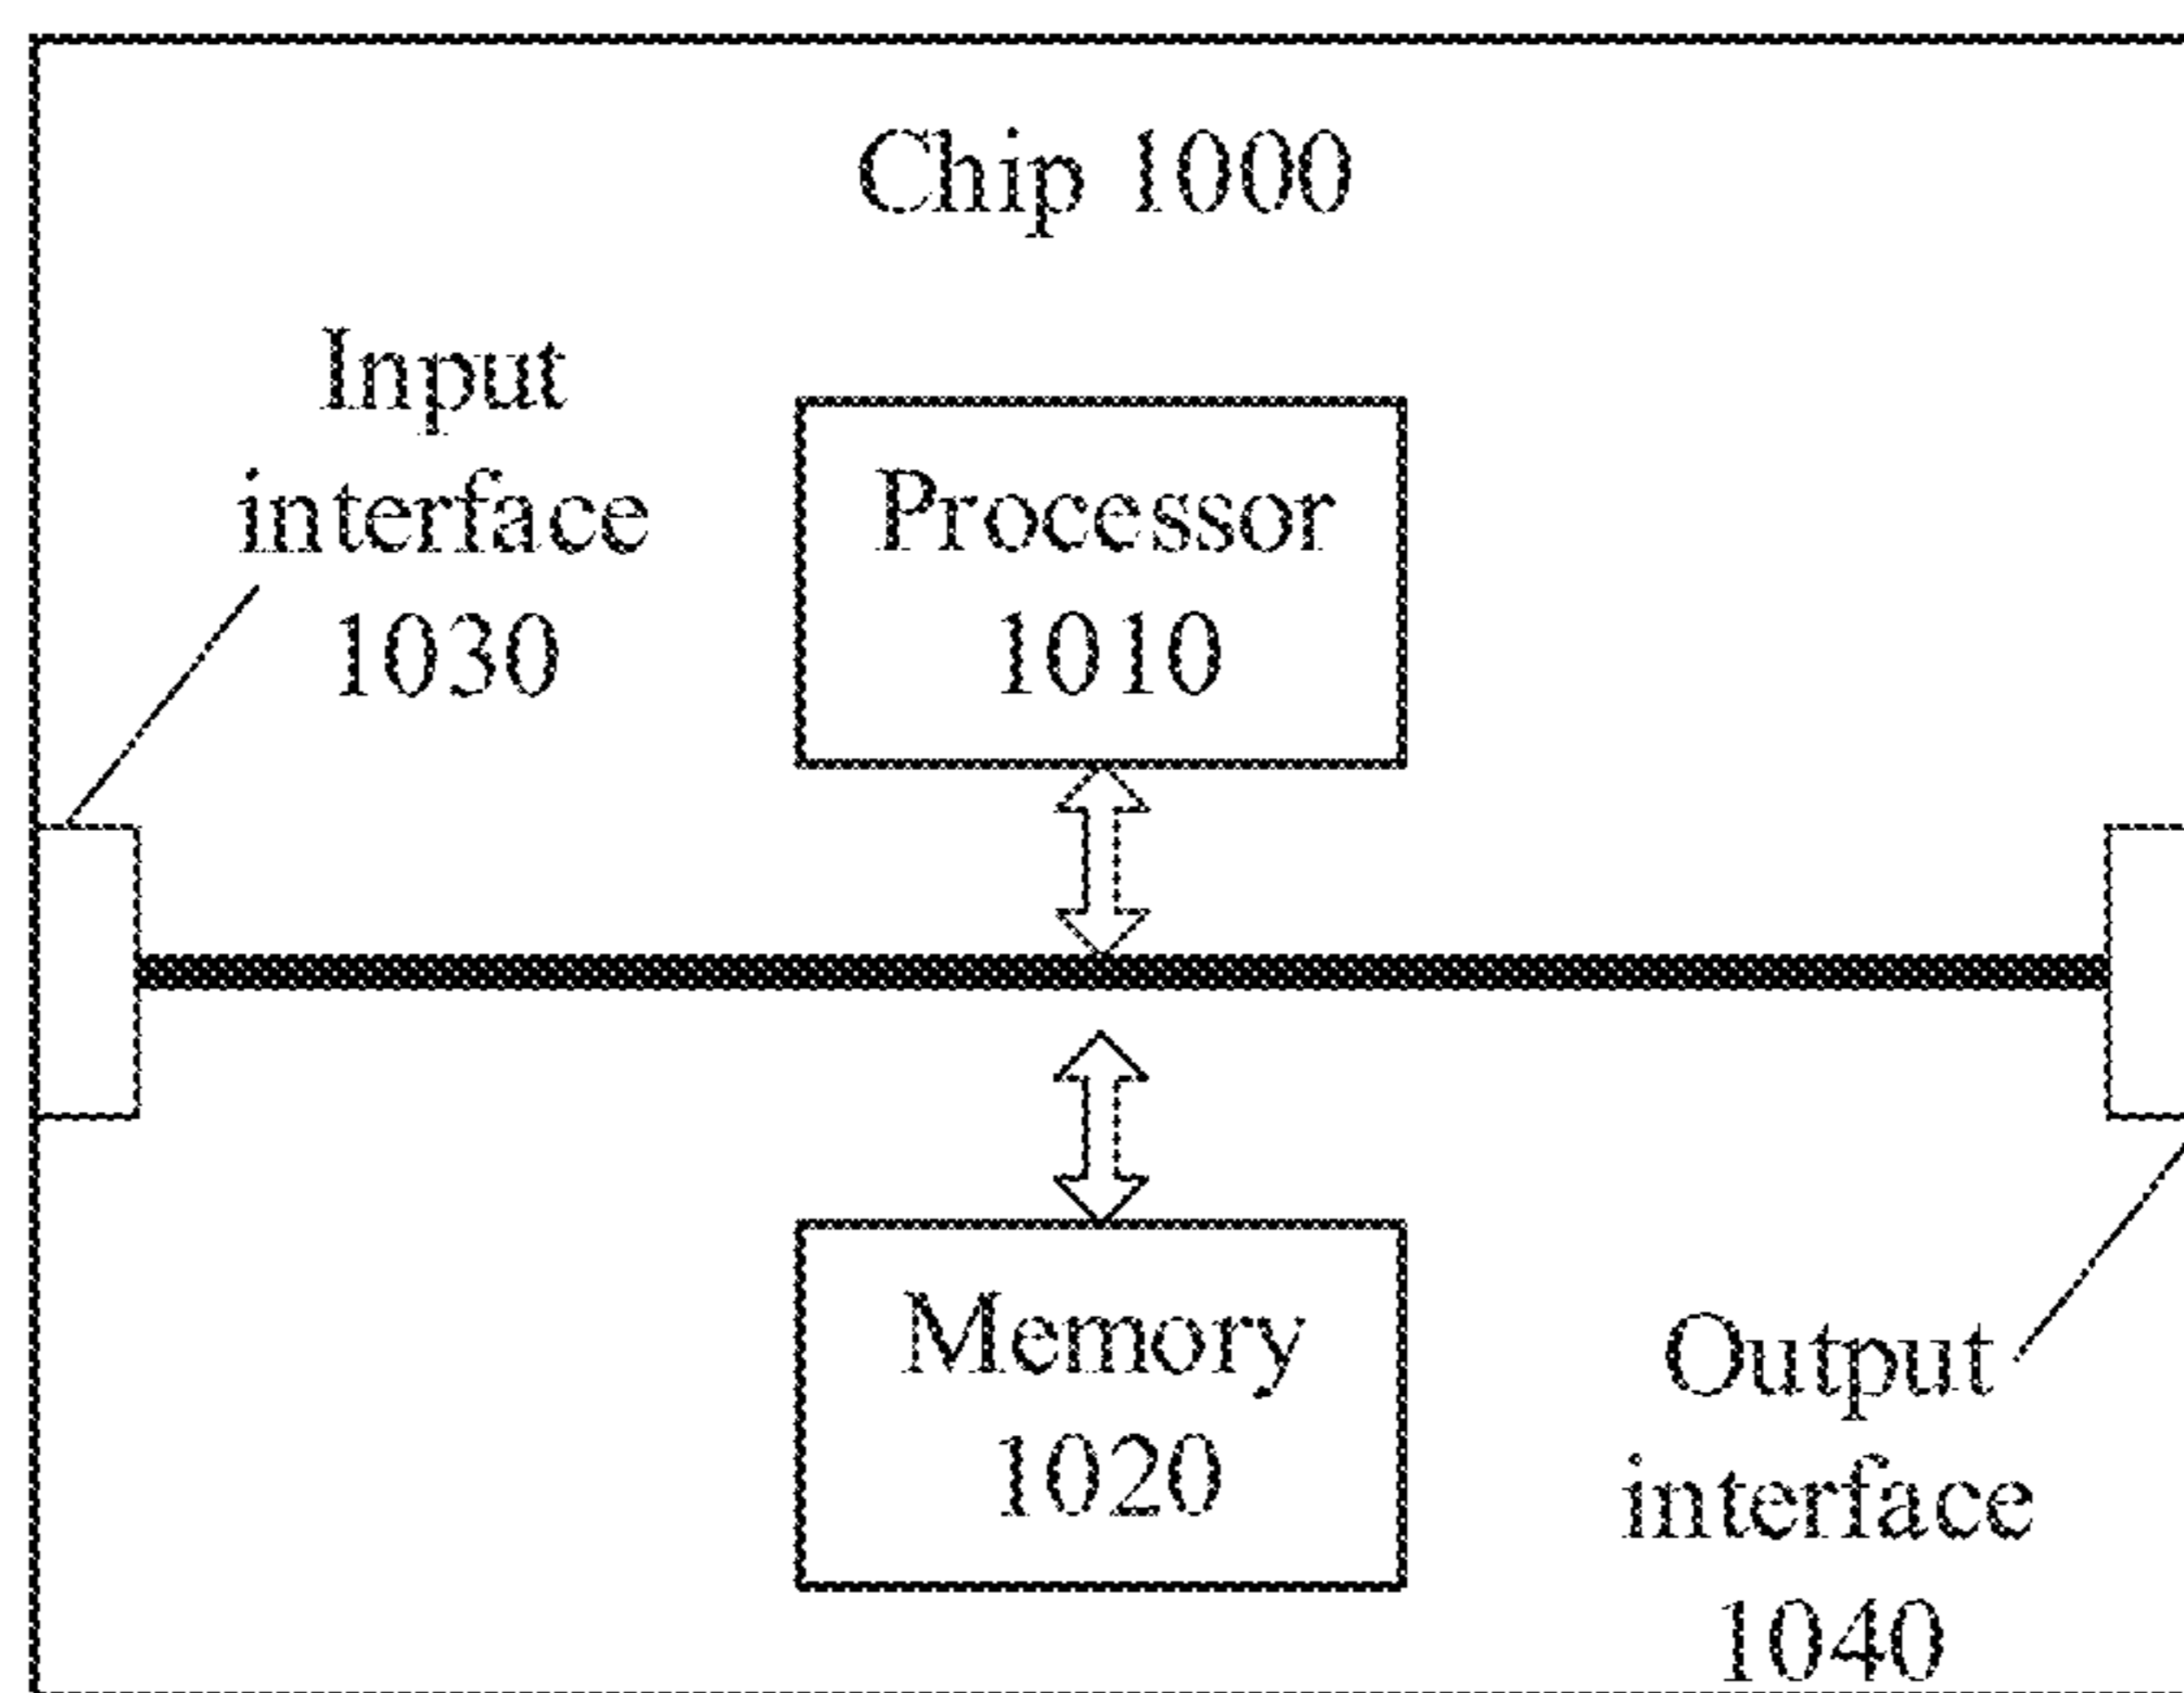 Chip 1000
Input
interface
1030
Processor
1010
Memory
1020
Output
interface
1040